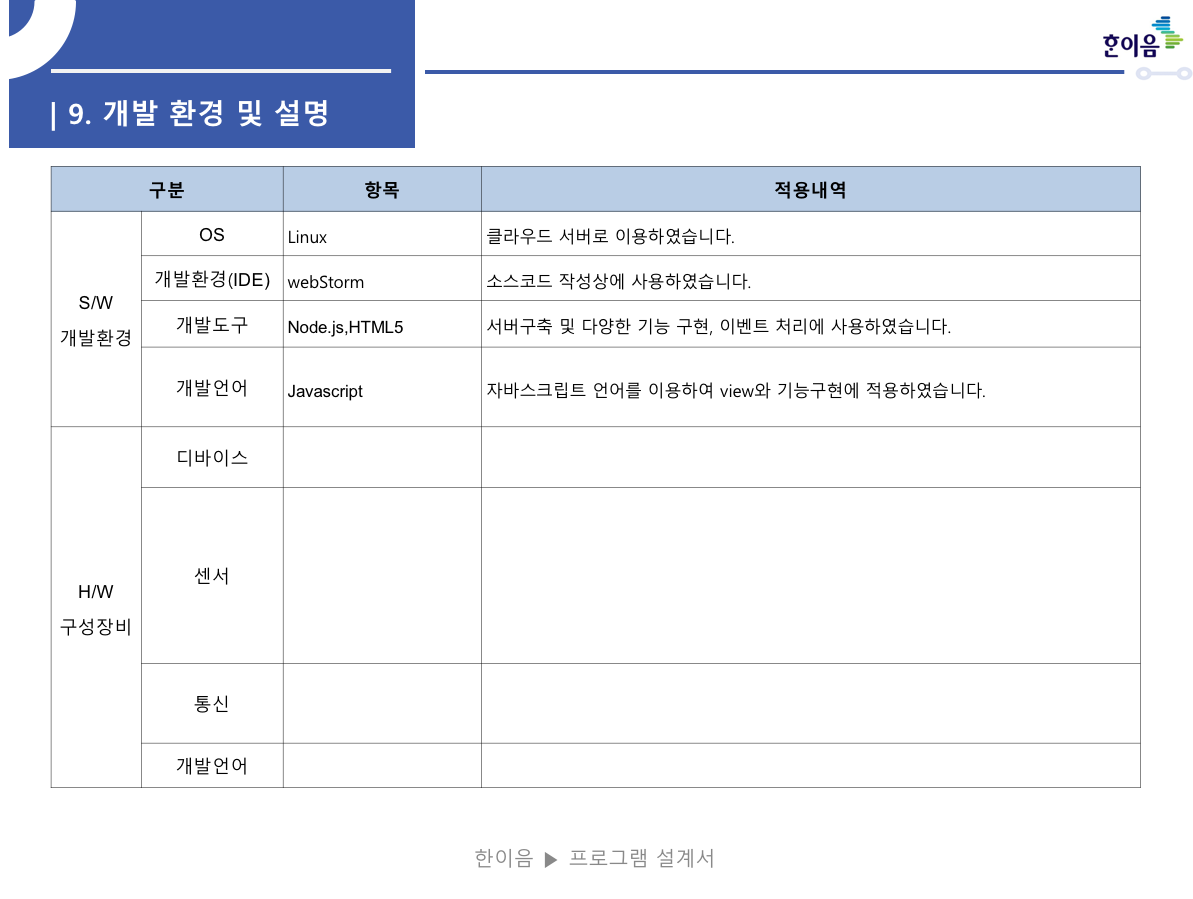 한이음
| 9. 개발 환경 및 설명
구분 항목 적용내역
S/W
개발환경
OS Linux 클라우드 서버로 이용하였습니다.
개발환경(IDE) webStorm 소스코드 작성상에 사용하였습니다.
개발도구 Node.js,HTML5 서버구축 및 다양한 기능 구현, 이벤트 처리에 사용하였습니다.
개발언어 Javascript 자바스크립트 언어를 이용하여 view와 기능구현에 적용하였습니다.
H/W
구성장비
디바이스
센서
통신
개발언어
한이음 ▶ 프로그램 설계서